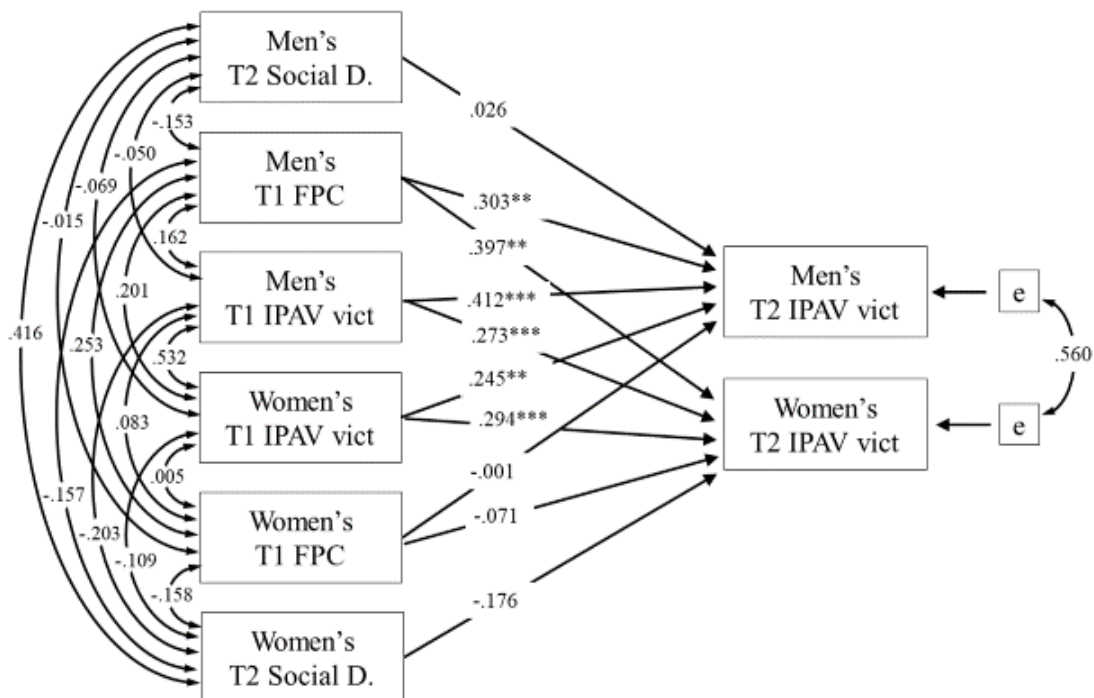 Men's
T2 Social D.
-.153
.026
-.050
Men's
T1 FPC
-.069
.303**
-.015
.162
.397**
Men's
T1 IPAV vict
Men's
T2 IPAV vict
e
.201
.412***
.416
.253
.532
.273***
.560
.245**
Women's
T1 IPAV vict
Women's
T2 IPAV vict
e
.083
.294***
.005
-.001
-.157
Women's
T1 FPC
-.071
-.203
-.109
-.158
-.176
Women's
T2 Social D.